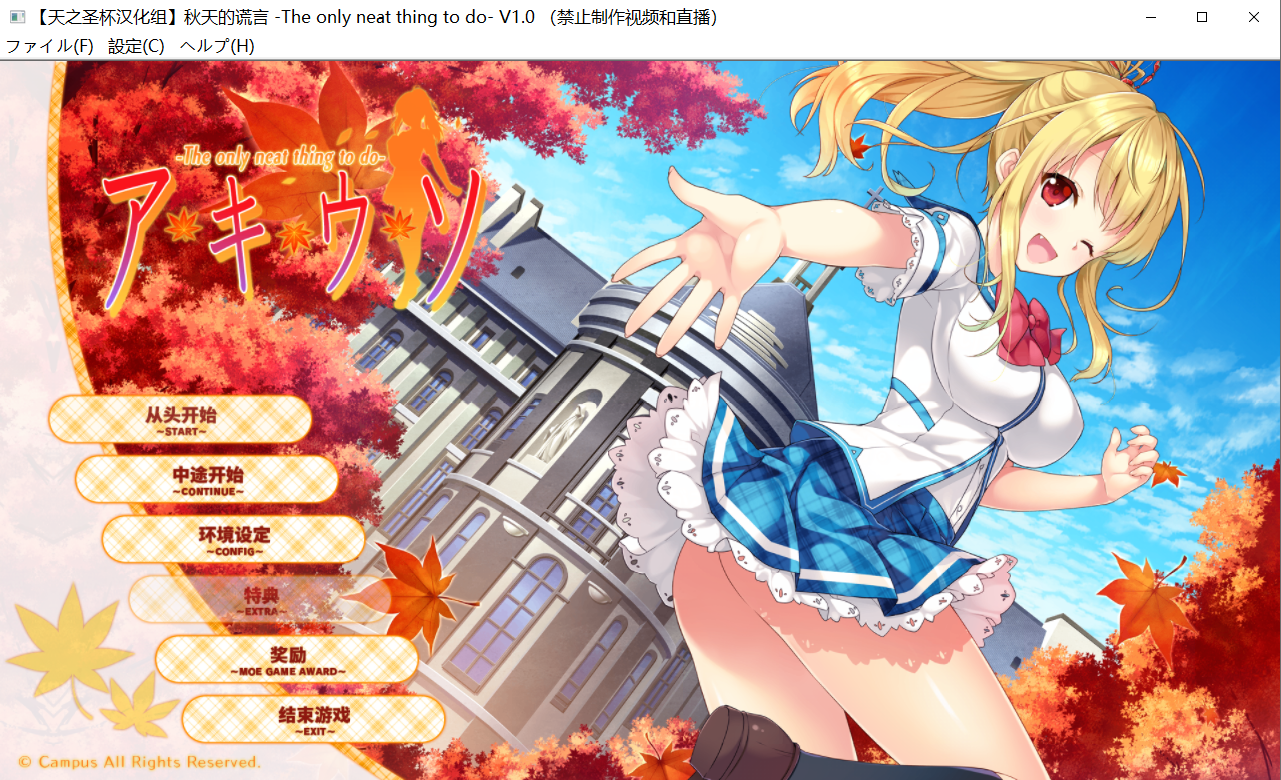 【天之圣杯汉化组】秋天的谎言 -The only neat thing to do- V1.0 （禁止制作视频和直播）
ファイル(F) 設定(C) ヘルプ(H)
-The only neat thing to do-
アキウソ
从头开始
~START~
中途开始
~CONTINUE~
环境设定
~CONFIG~
特典
~EXTRA~
奖励
~MOE GAME AWARD~
结束游戏
~EXIT~
© Campus All Rights Reserved.